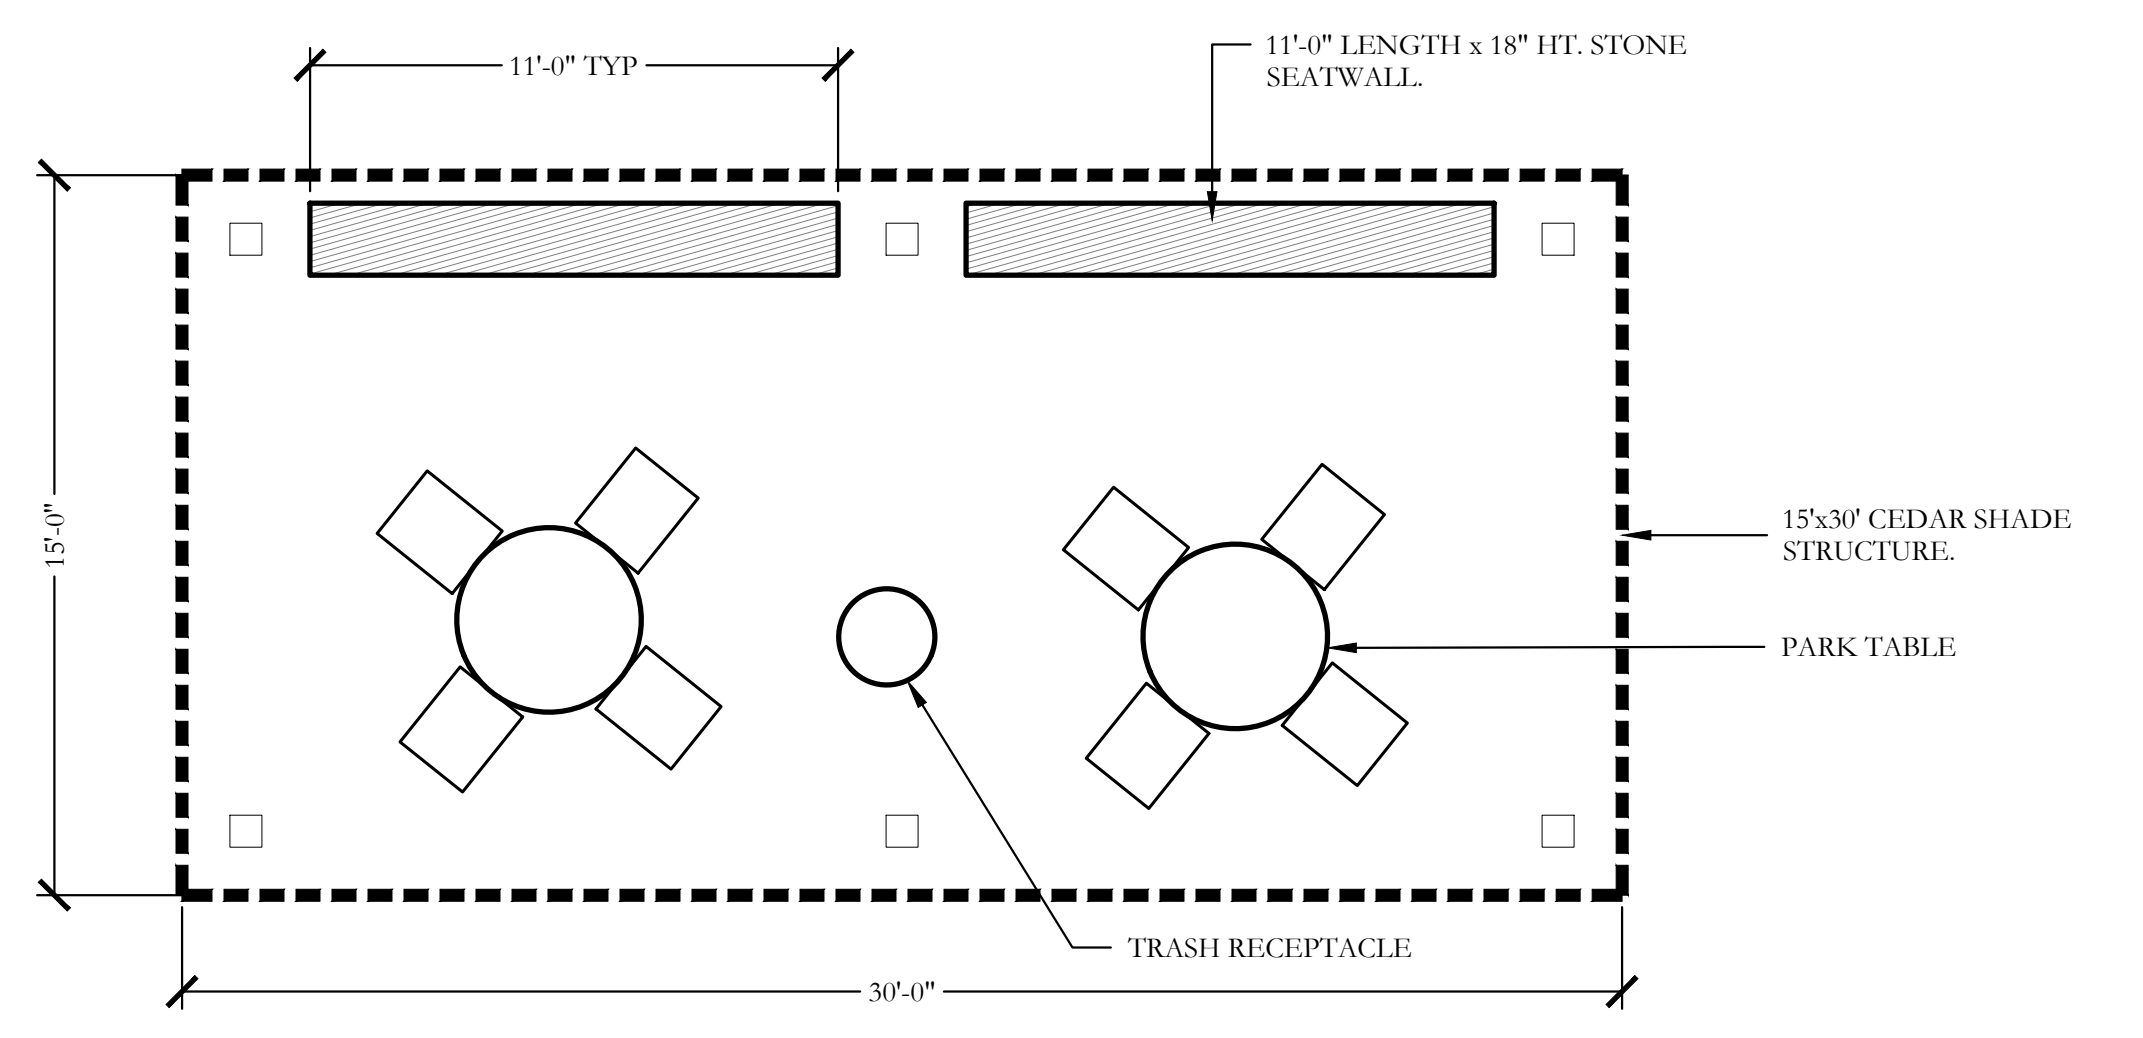 11'-0" TYP
11'-0" LENGTH x 18" HT. STONE
SEATWALL.
15'-0"
15'x30' CEDAR SHADE
STRUCTURE.
PARK TABLE
TRASH RECEPTACLE
30'-0"